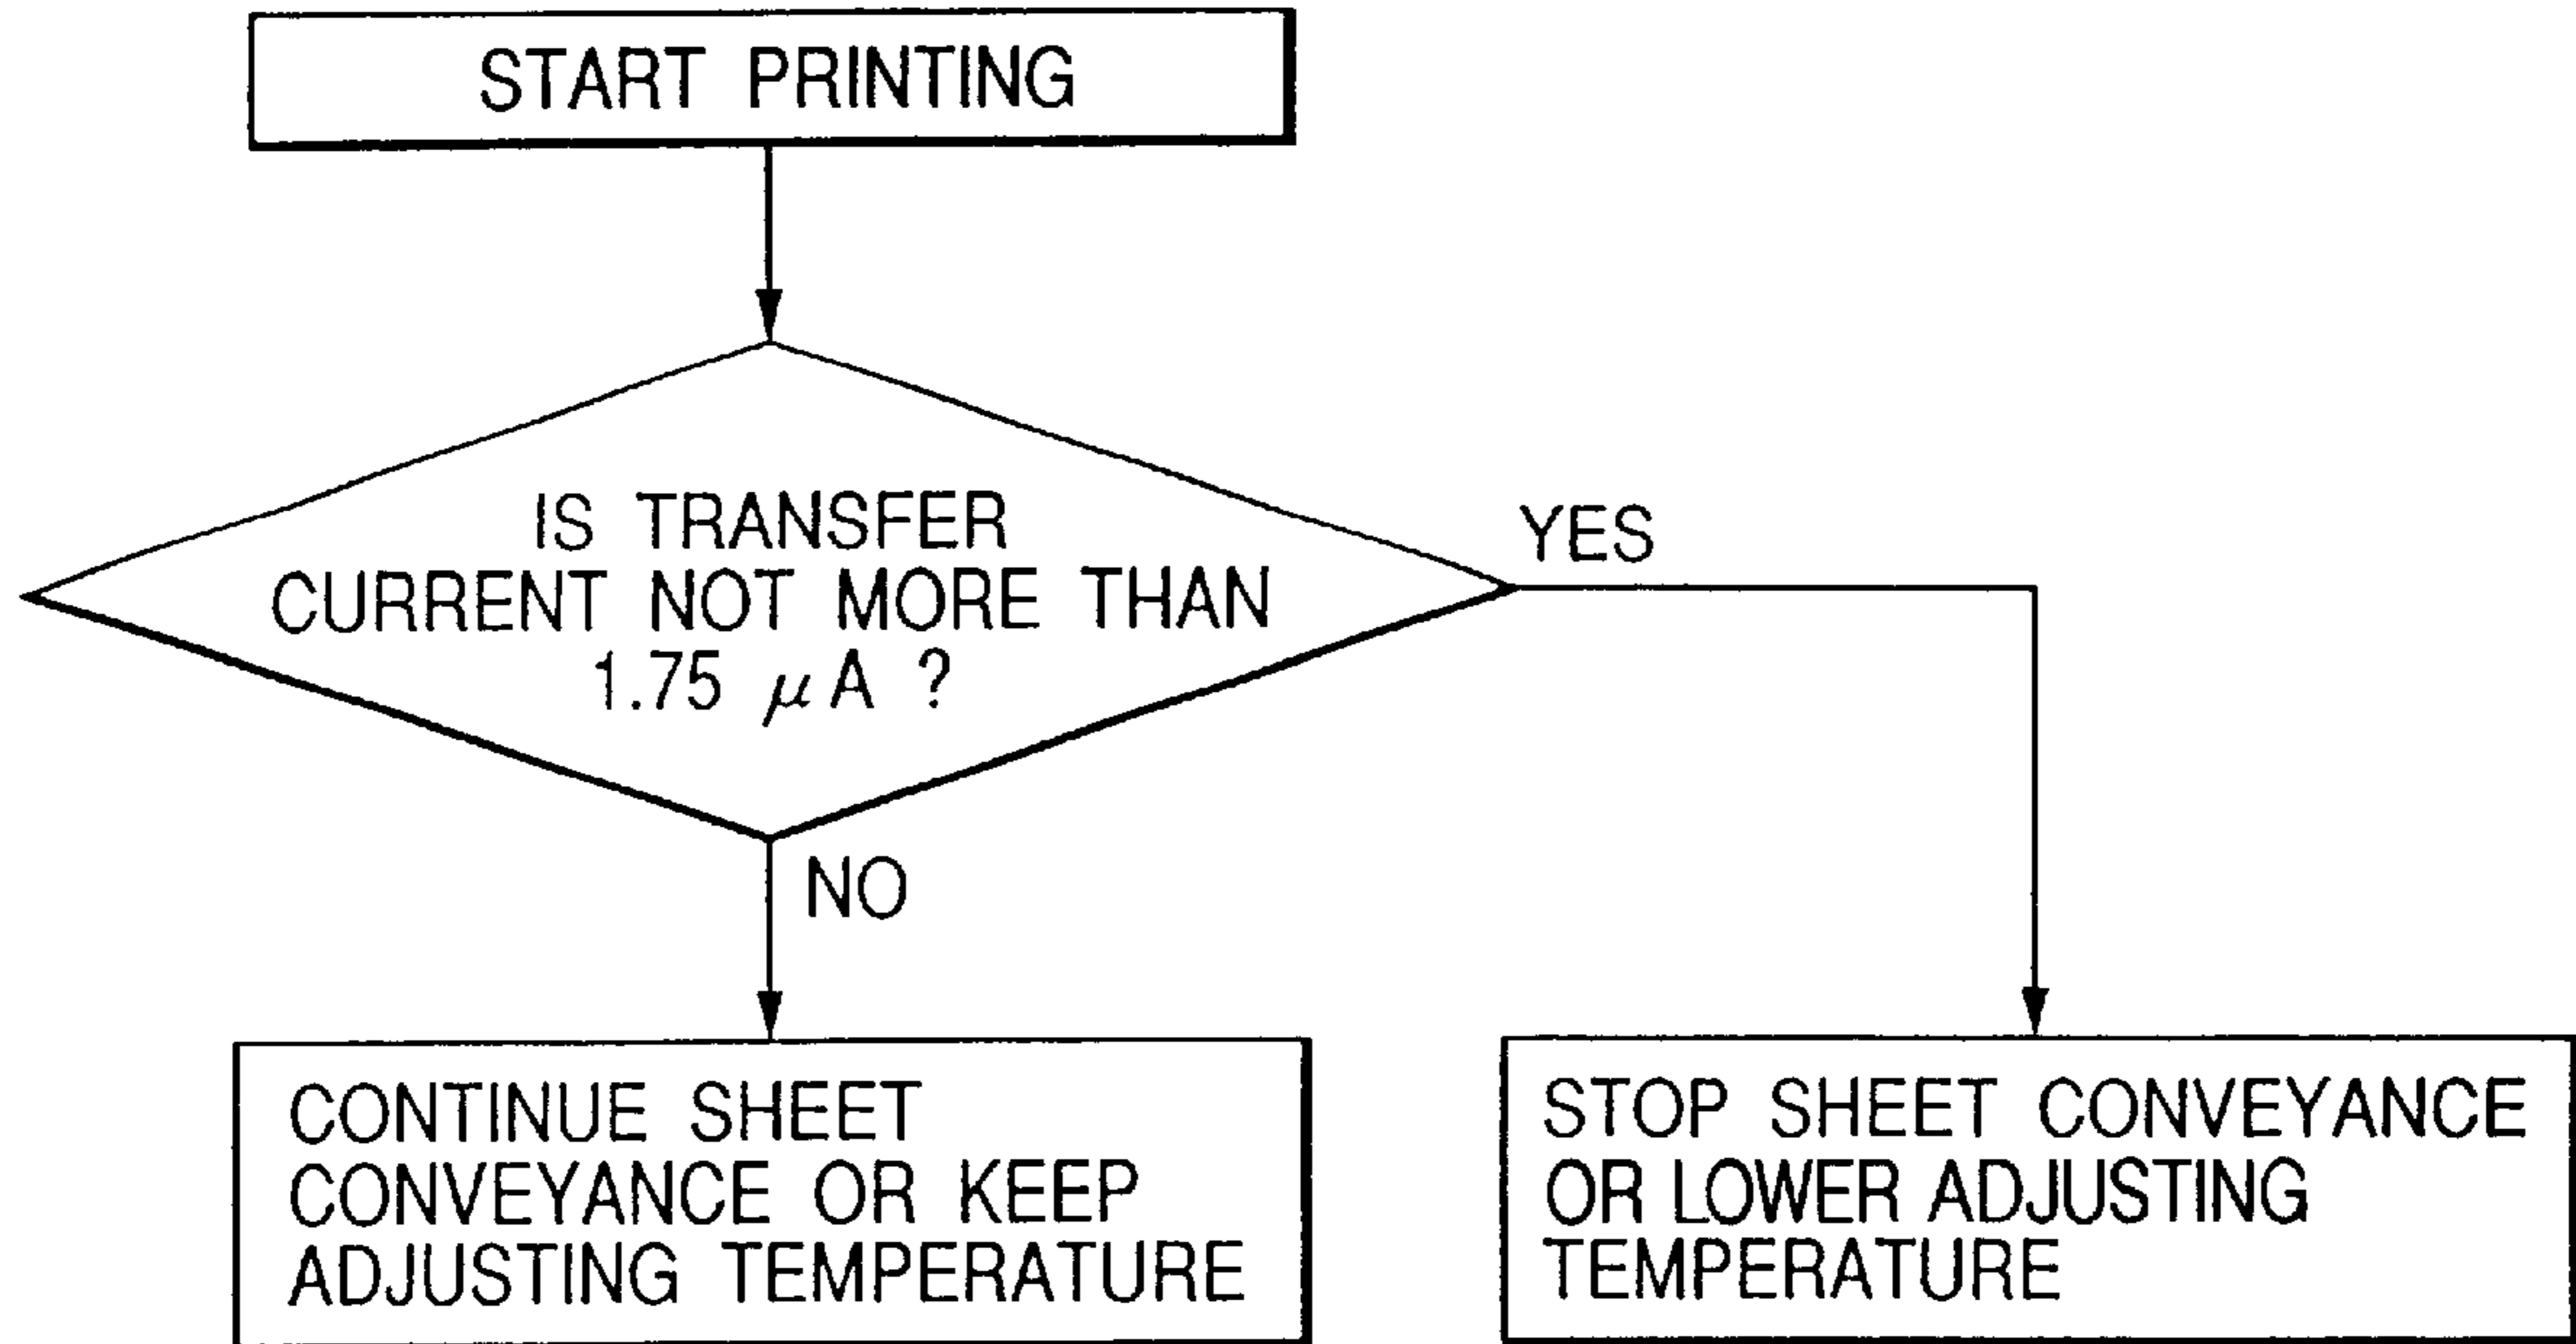 START PRINTING
IS TRANSFER
CURRENT NOT MORE THAN
1.75 μA ?
YES
NO
CONTINUE SHEET
CONVEYANCE OR KEEP
ADJUSTING TEMPERATURE
STOP SHEET CONVEYANCE
OR LOWER ADJUSTING
TEMPERATURE